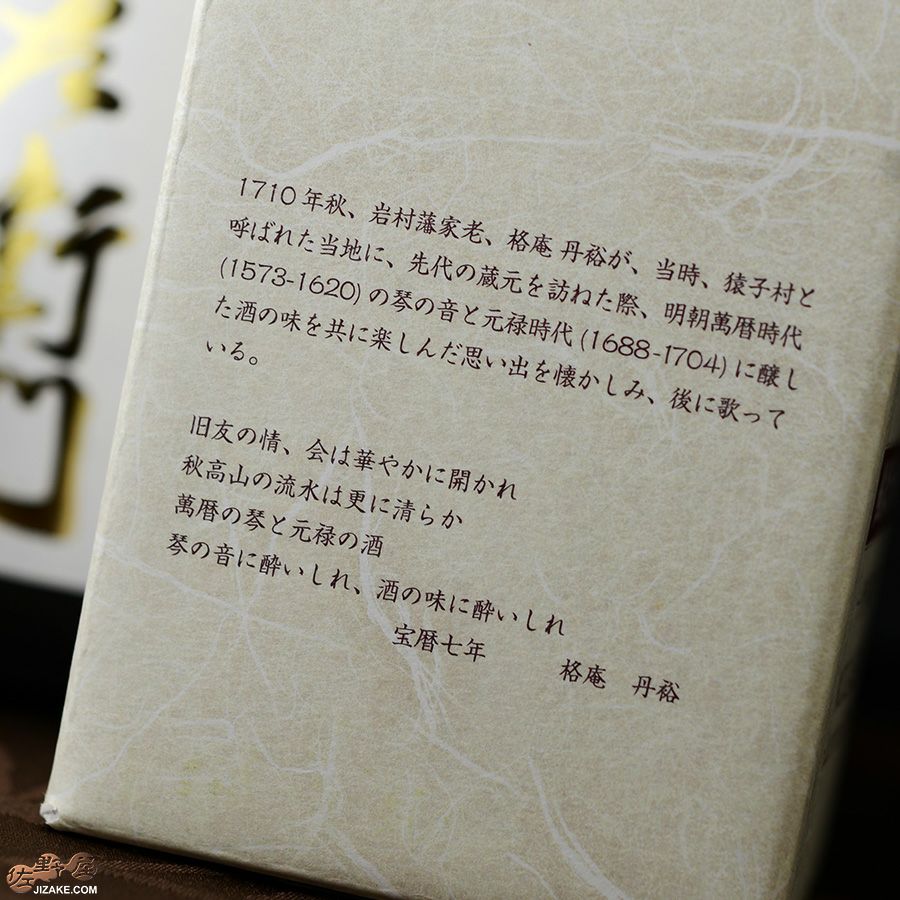 1710年秋、岩村藩家老、格庵 丹裕が、当時、猿子村と
呼ばれた当地に、先代の蔵元を訪ねた際、明朝萬暦時代
(1573-1620)の琴の音と元禄時代(1688-1704)に醸し
た酒の味を共に楽しんだ思い出を懐かしみ、後に歌って
いる。
旧友の情、会は華やかに開かれ
秋高山の流水は更に清らか
萬暦の琴と元禄の酒
琴の音に酔いしれ、酒の味に酔いしれ
宝暦七年　　格庵　丹裕
佐野屋
JIZAKE.COM